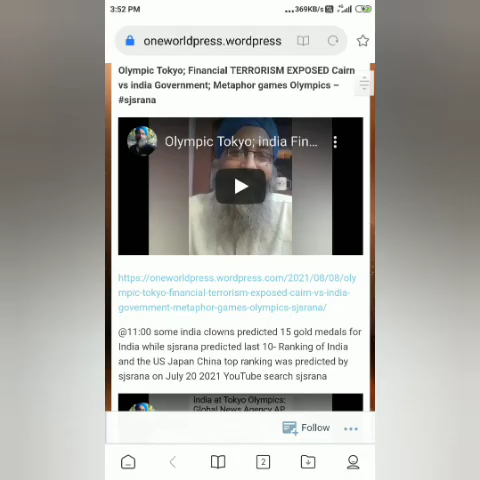 3:52 PM
369KB/s
oneworldpress.wordpress
Olympic Tokyo; Financial TERRORISM EXPOSED Cairn
vs india Government; Metaphor games Olympics –
#sjsrana
Olympic Tokyo; india Fin...
https://oneworldpress.wordpress.com/2021/08/08/oly
mpic-tokyo-financial-terrorism-exposed-cairn-vs-india-
government-metaphor-games-olympics-sjsrana/
@11:00 some india clowns predicted 15 gold medals for
India while sjsrana predicted last 10- Ranking of India
and the US Japan China top ranking was predicted by
sjsrana on July 20 2021 YouTube search sjsrana
India at Tokyo Olympics:
Global News Agency AP
Follow
2